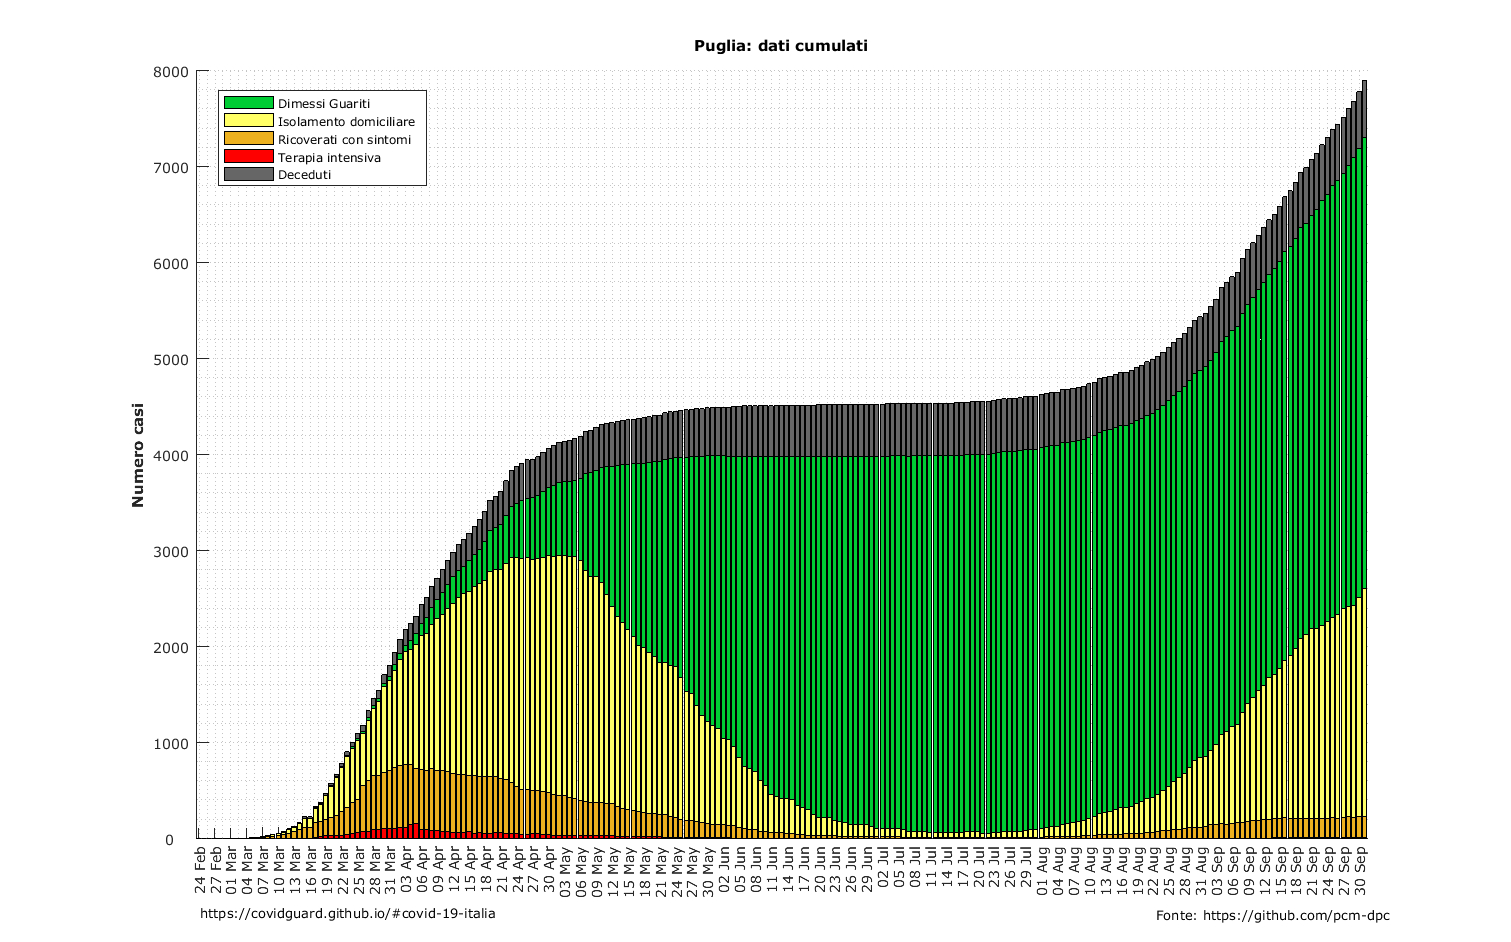 Puglia: dati cumulati
8000
7000
6000
5000
4000
3000
2000
1000
0
Numero casi
Dimessi Guariti
Isolamento domiciliare
Ricoverati con sintomi
Terapia intensiva
Deceduti
24 Feb
27 Feb
01 Mar
04 Mar
07 Mar
10 Mar
13 Mar
16 Mar
19 Mar
22 Mar
25 Mar
28 Mar
31 Mar
03 Apr
06 Apr
09 Apr
12 Apr
15 Apr
18 Apr
21 Apr
24 Apr
27 Apr
30 Apr
03 May
06 May
09 May
12 May
15 May
18 May
21 May
24 May
27 May
30 May
02 Jun
05 Jun
08 Jun
11 Jun
14 Jun
17 Jun
20 Jun
23 Jun
26 Jun
29 Jun
02 Jul
05 Jul
08 Jul
11 Jul
14 Jul
17 Jul
20 Jul
23 Jul
26 Jul
29 Jul
01 Aug
04 Aug
07 Aug
10 Aug
13 Aug
16 Aug
19 Aug
22 Aug
25 Aug
28 Aug
31 Aug
03 Sep
06 Sep
09 Sep
12 Sep
15 Sep
18 Sep
21 Sep
24 Sep
27 Sep
30 Sep
https://covidguard.github.io/#covid-19-italia
Fonte: https://github.com/pcm-dpc